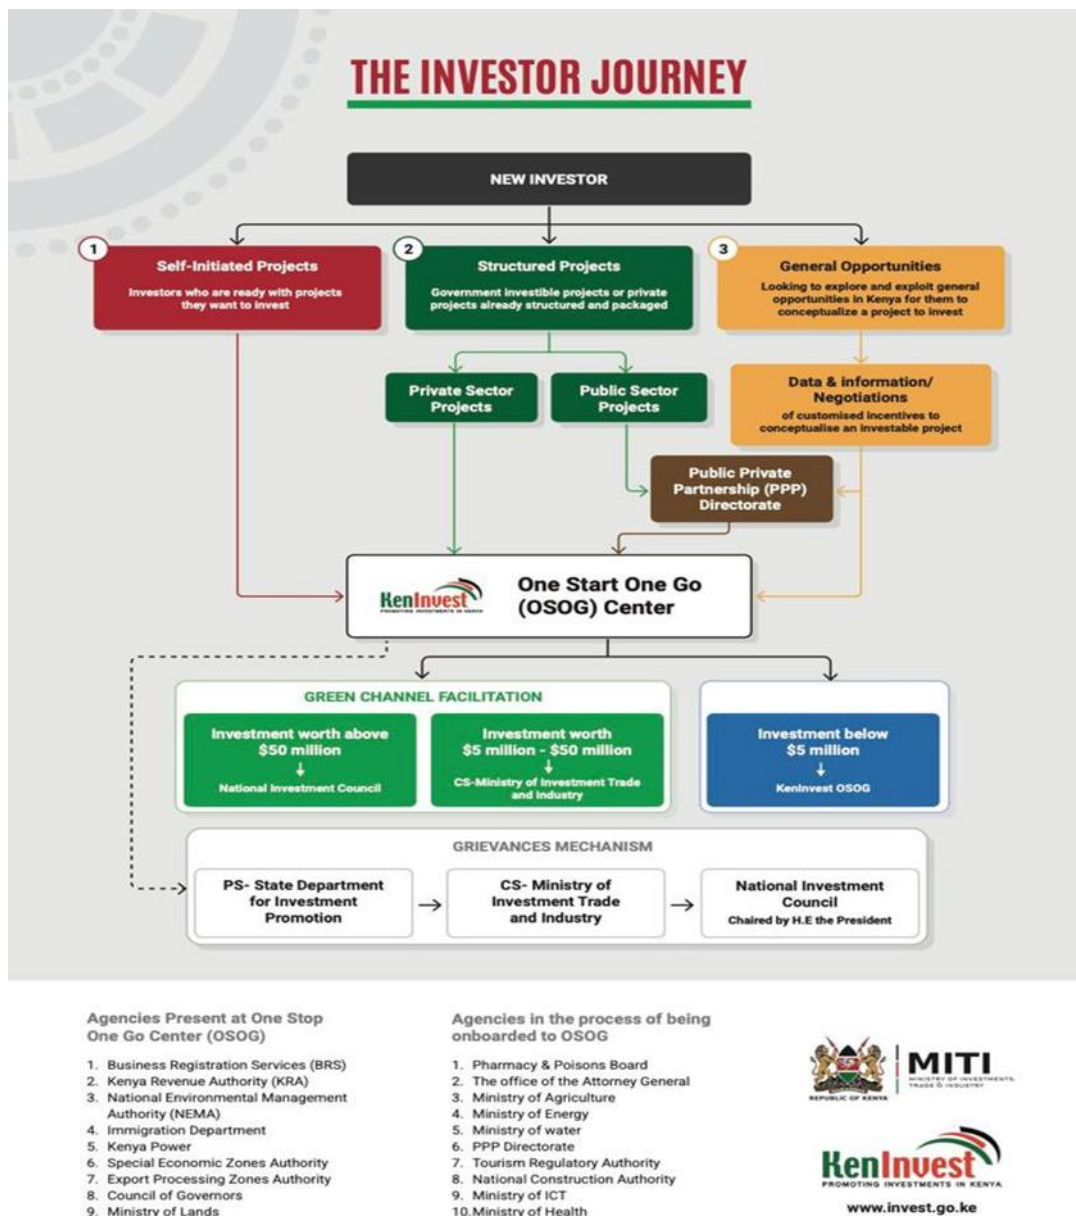 THE INVESTOR JOURNEY
NEW INVESTOR
1
Self-Initiated Projects
Investors who are ready with projects
they want to invest
2
Structured Projects
Government investible projects or private
projects already structured and packaged
3
General Opportunities
Looking to explore and exploit general
opportunities in Kenya for them to
conceptualize a project to invest
Private Sector
Projects
Public Sector
Projects
Data & information/
Negotiations
of customised incentives to
conceptualise an investable project
Public Private
Partnership (PPP)
Directorate
KenInvest
PROMOTING INVESTMENTS IN KENYA
One Start One Go
(OSOG) Center
GREEN CHANNEL FACILITATION
Investment worth above
$50 million
National Investment Council
Investment worth
$5 million - $50 million
CS-Ministry of Investment Trade
and Industry
Investment below
$5 million
KenInvest OSOG
GRIEVANCES MECHANISM
PS- State Department
for Investment
Promotion
CS- Ministry of
Investment Trade
and Industry
National Investment
Council
Chaired by H.E the President
Agencies Present at One Stop
One Go Center (OSOG)
1. Business Registration Services (BRS)
2. Kenya Revenue Authority (KRA)
3. National Environmental Management
Authority (NEMA)
4. Immigration Department
5. Kenya Power
6. Special Economic Zones Authority
7. Export Processing Zones Authority
8. Council of Governors
9. Ministry of Lands
Agencies in the process of being
onboarded to OSOG
1. Pharmacy & Poisons Board
2. The office of the Attorney General
3. Ministry of Agriculture
4. Ministry of Energy
5. Ministry of water
6. PPP Directorate
7. Tourism Regulatory Authority
8. National Construction Authority
9. Ministry of ICT
10.Ministry of Health
REPUBLIC OF KENYA
MITI
MINISTRY OF INVESTMENTS,
TRADE & INDUSTRY
KenInvest
PROMOTING INVESTMENTS IN KENYA
www.invest.go.ke